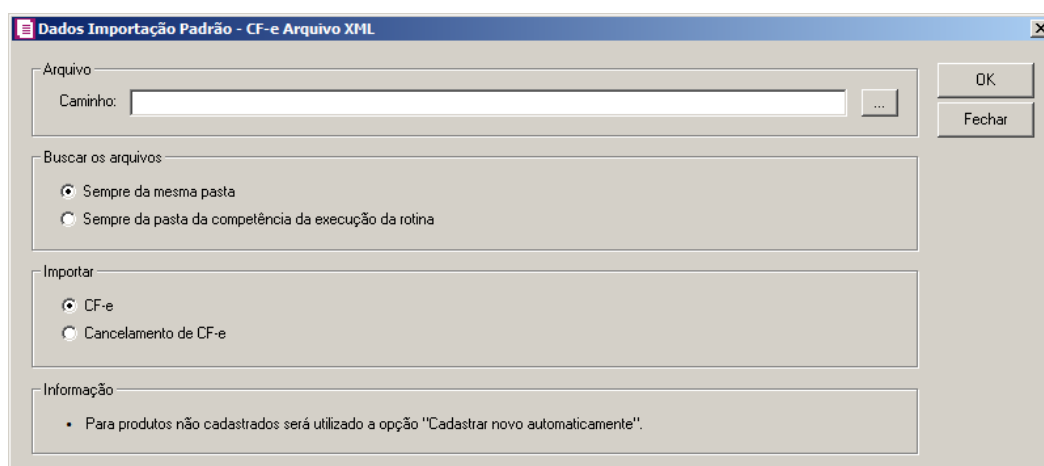 Dados Importação Padrão - CF-e Arquivo XML
Arquivo
Caminho:
...
OK
Fechar
Buscar os arquivos
Sempre da mesma pasta
Sempre da pasta da competência da execução da rotina
Importar
CF-e
Cancelamento de CF-e
Informação
• Para produtos não cadastrados será utilizado a opção "Cadastrar novo automaticamente".